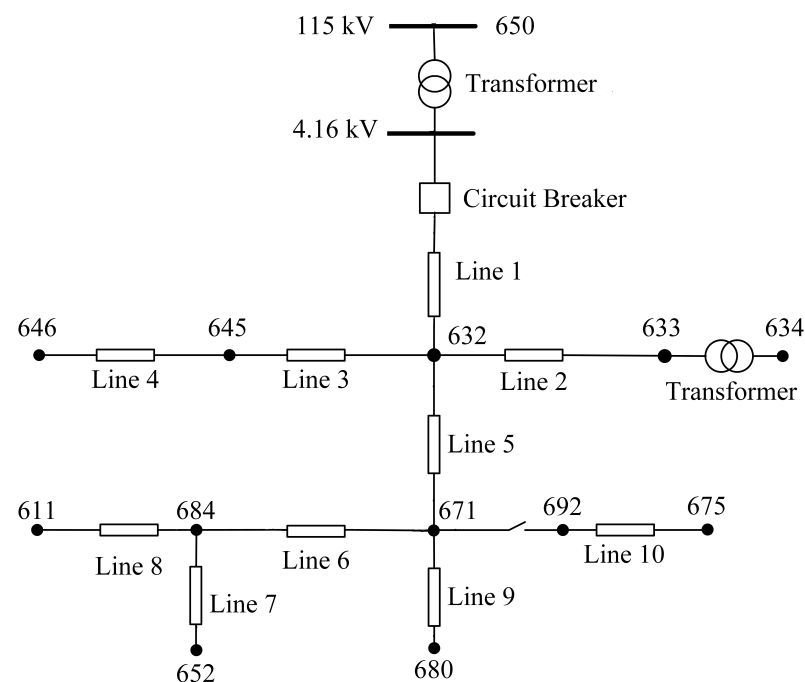 115 kV
650
Transformer
4.16 kV
Circuit Breaker
Line 1
646
645
632
633
634
Line 4
Line 3
Line 2
Transformer
Line 5
611
684
671
692
675
Line 8
Line 6
Line 10
Line 7
Line 9
652
680